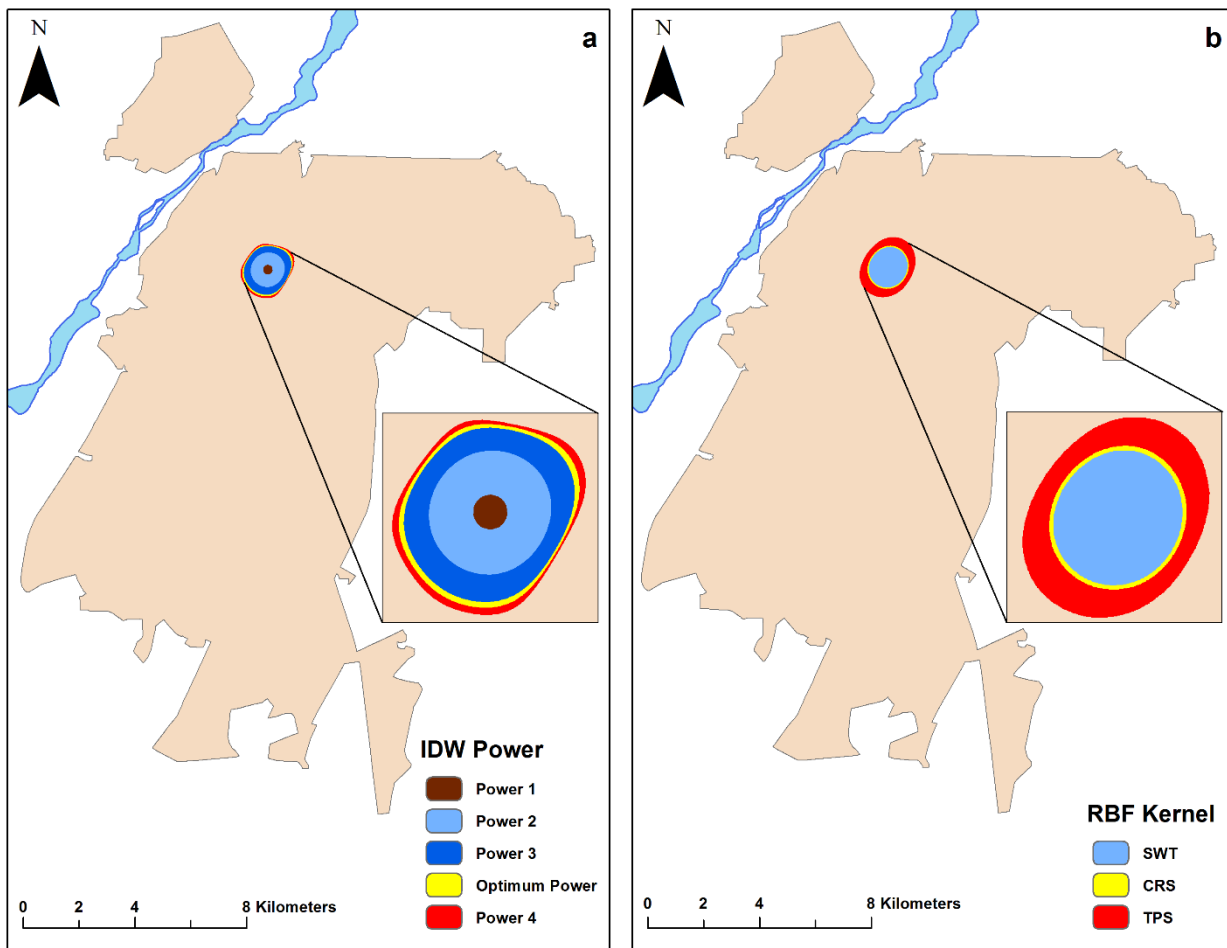 N
a
IDW Power
Power 1
Power 2
Power 3
Optimum Power
Power 4
0 2 4 8 Kilometers
N
b
RBF Kernel
SWT
CRS
TPS
0 2 4 8 Kilometers